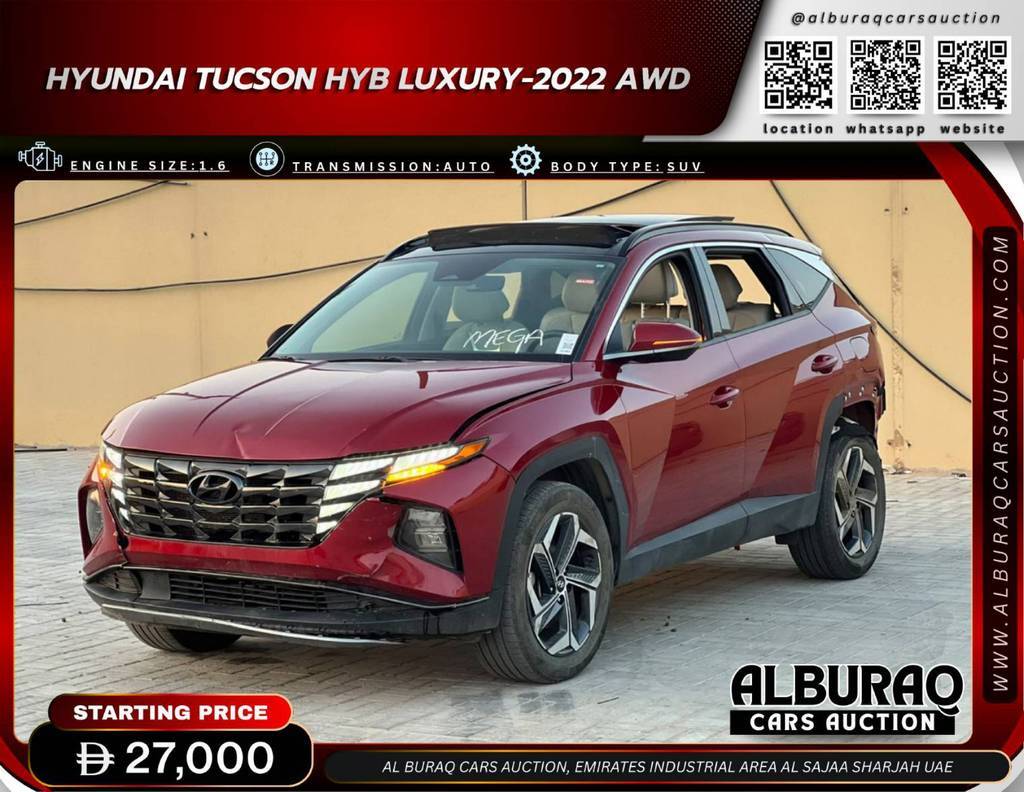 @alburaqcarsauction
HYUNDAI TUCSON HYB LUXURY-2022 AWD
location whatsapp website
ENGINE SIZE:1.6
TRANSMISSION:AUTO
BODY TYPE: SUV
MEGA
WWW.ALBURAQCARSAUCTION.COM
ALBURAQ
CARS AUCTION
STARTING PRICE
27,000
AL BURAQ CARS AUCTION, EMIRATES INDUSTRIAL AREA AL SAJAA SHARJAH UAE